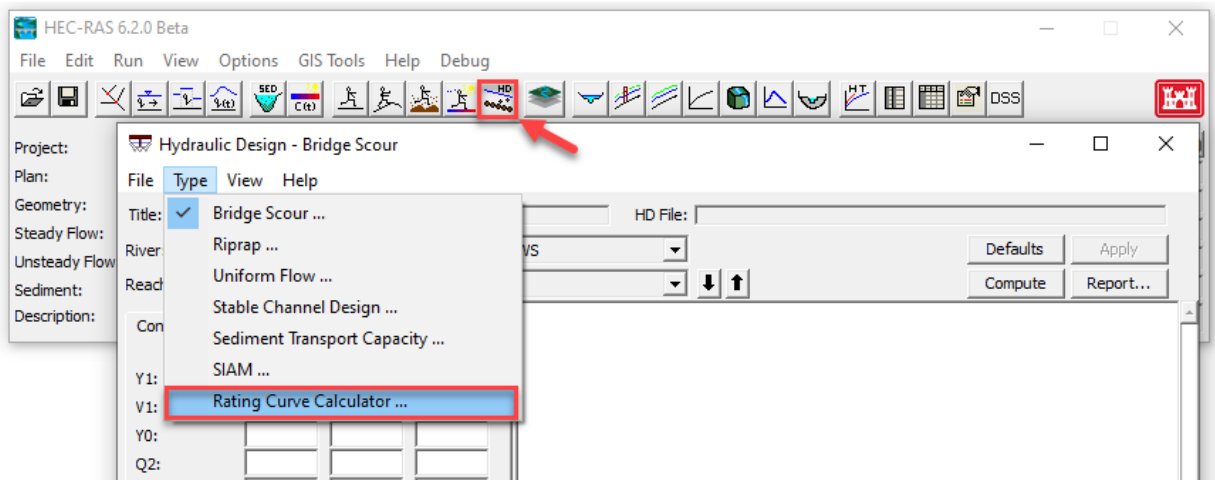 HEC-RAS 6.2.0 Beta
File Edit Run View Options GIS Tools Help Debug
SED HD HT
C(t) DSS
Project:
Hydraulic Design - Bridge Scour
Plan:
File Type View Help
Geometry:
Title: Bridge Scour ... HD File:
Steady Flow:
River: Riprap ... WS Defaults Apply
Unsteady Flow
Uniform Flow ...
Sediment: Reach Compute Report...
Stable Channel Design ...
Description:
Con
Sediment Transport Capacity ...
SIAM ...
Y1:
Rating Curve Calculator ...
V1:
Y0:
Q2: